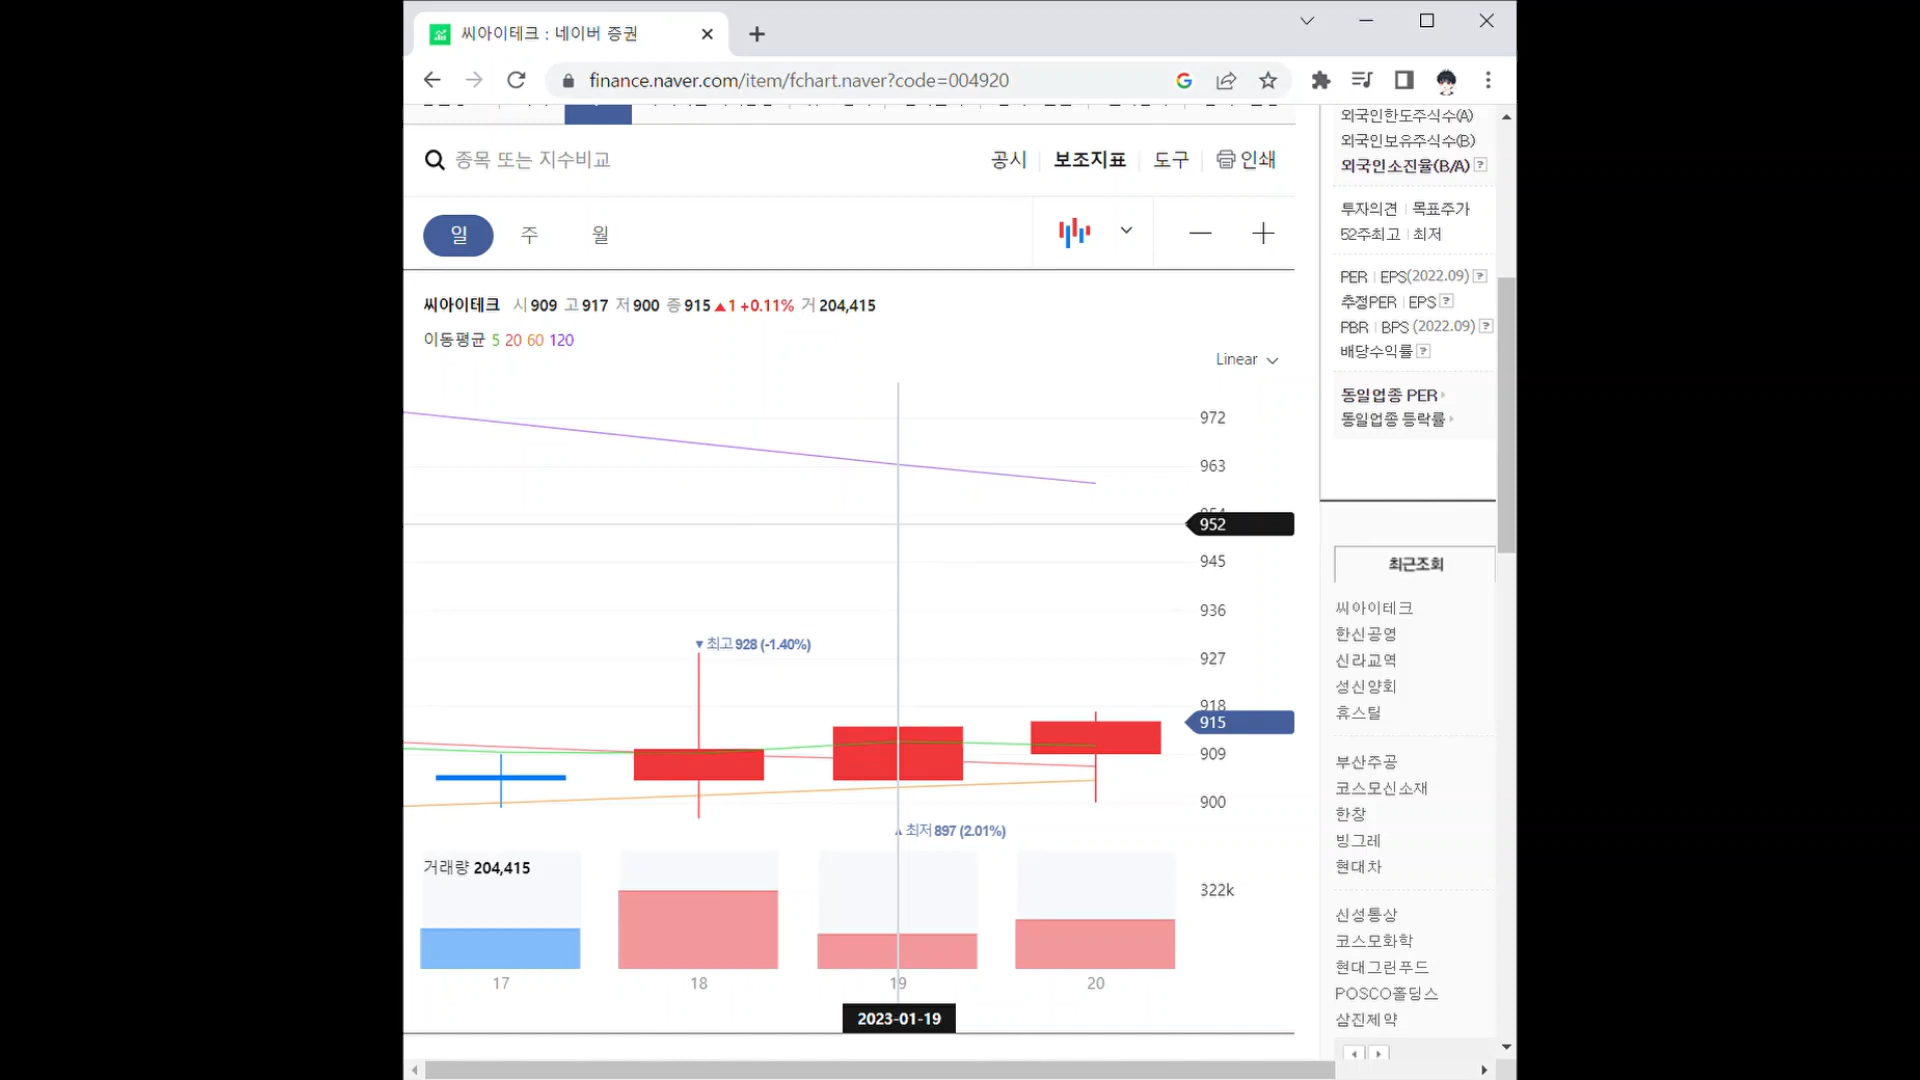 씨아이테크 : 네이버 증권
finance.naver.com/item/fchart.naver?code=004920
종목 또는 지수비교
공시
보조지표
도구
인쇄
일
주
월
씨아이테크 시 909 고 917 저 900 종 915 ▲1 +0.11% 거 204,415
이동평균 5 20 60 120
Linear
972
963
952
945
936
927
918
915
909
900
▼최고 928 (-1.40%)
▲최저 897 (2.01%)
거래량 204,415
322k
17
18
19
20
2023-01-19
외국인한도주식수(A)
외국인보유주식수(B)
외국인소진율(B/A)
투자의견 | 목표주가
52주최고 | 최저
PER | EPS(2022.09)
추정PER | EPS
PBR | BPS (2022.09)
배당수익률
동일업종 PER
동일업종 등락률
최근조회
씨아이테크
한신공영
신라교역
성신양회
휴스틸
부산주공
코스모신소재
한창
빙그레
현대차
신성통상
코스모화학
현대그린푸드
POSCO홀딩스
삼진제약